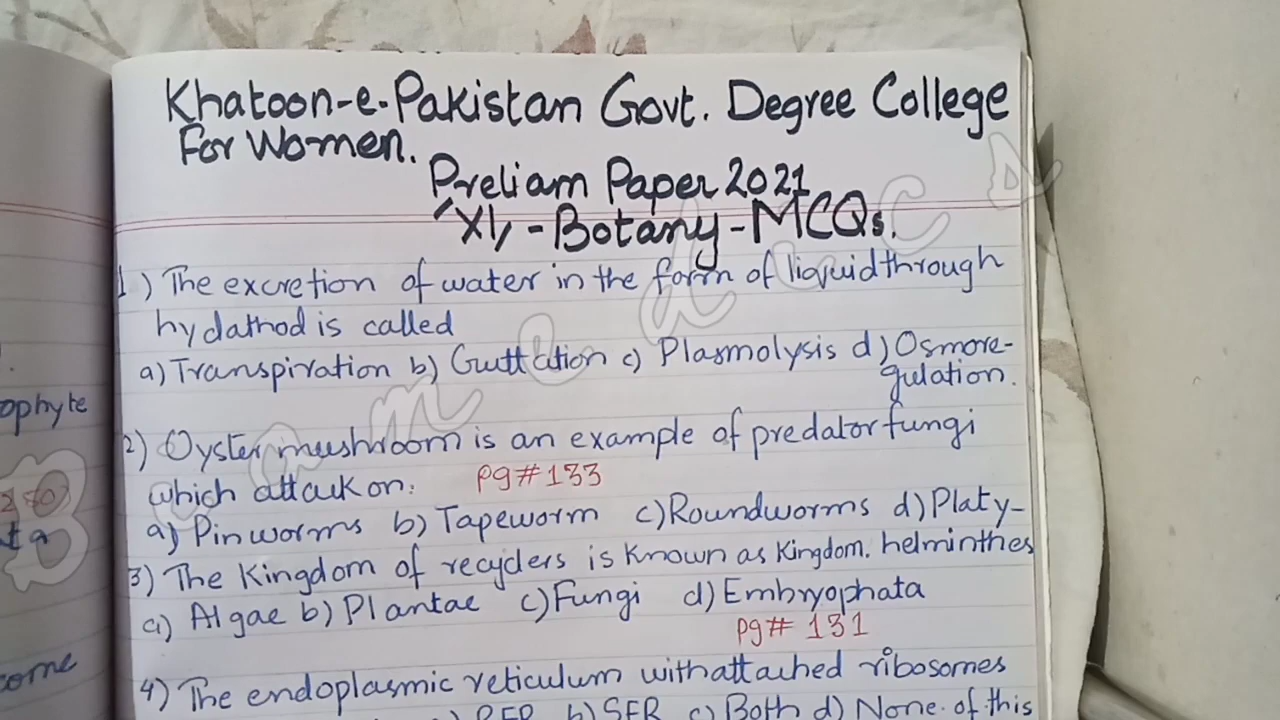 Khatoon-e-Pakistan Govt. Degree College
For Women.
Preliam Paper 2021
XI, - Botany - MCQs.
1) The excretion of water in the form of liquid through
hydathod is called
a) Transpiration b) Guttation c) Plasmolysis d) Osmore-
gulation.
2) Oyster mushroom is an example of predator fungi
which attack on: pg# 133
a) Pinworms b) Tapeworm c) Roundworms d) Platy-
helminthes
3) The Kingdom of recyclers is known as Kingdom.
a) Algae b) Plantae c) Fungi d) Embryophata
pg# 131
4) The endoplasmic reticulum with attached ribosomes
a) RER b) SER c) Both d) None of this
ophyte
250
come